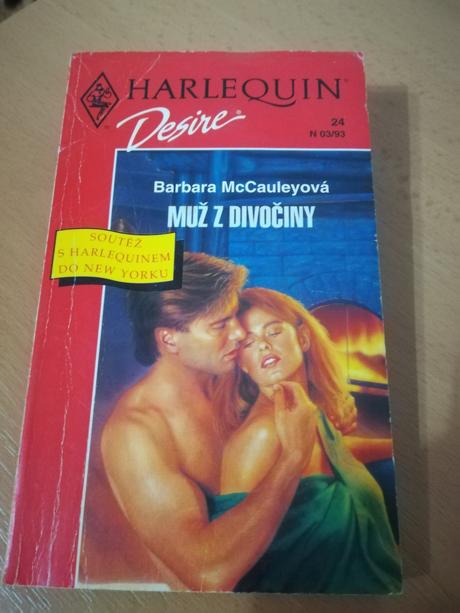 HARLEQUIN®
Desire®
24
N 03/93
Barbara McCauleyová
MUŽ Z DIVOČINY
SOUTĚŽ
S HARLEQUINEM
DO NEW YORKU